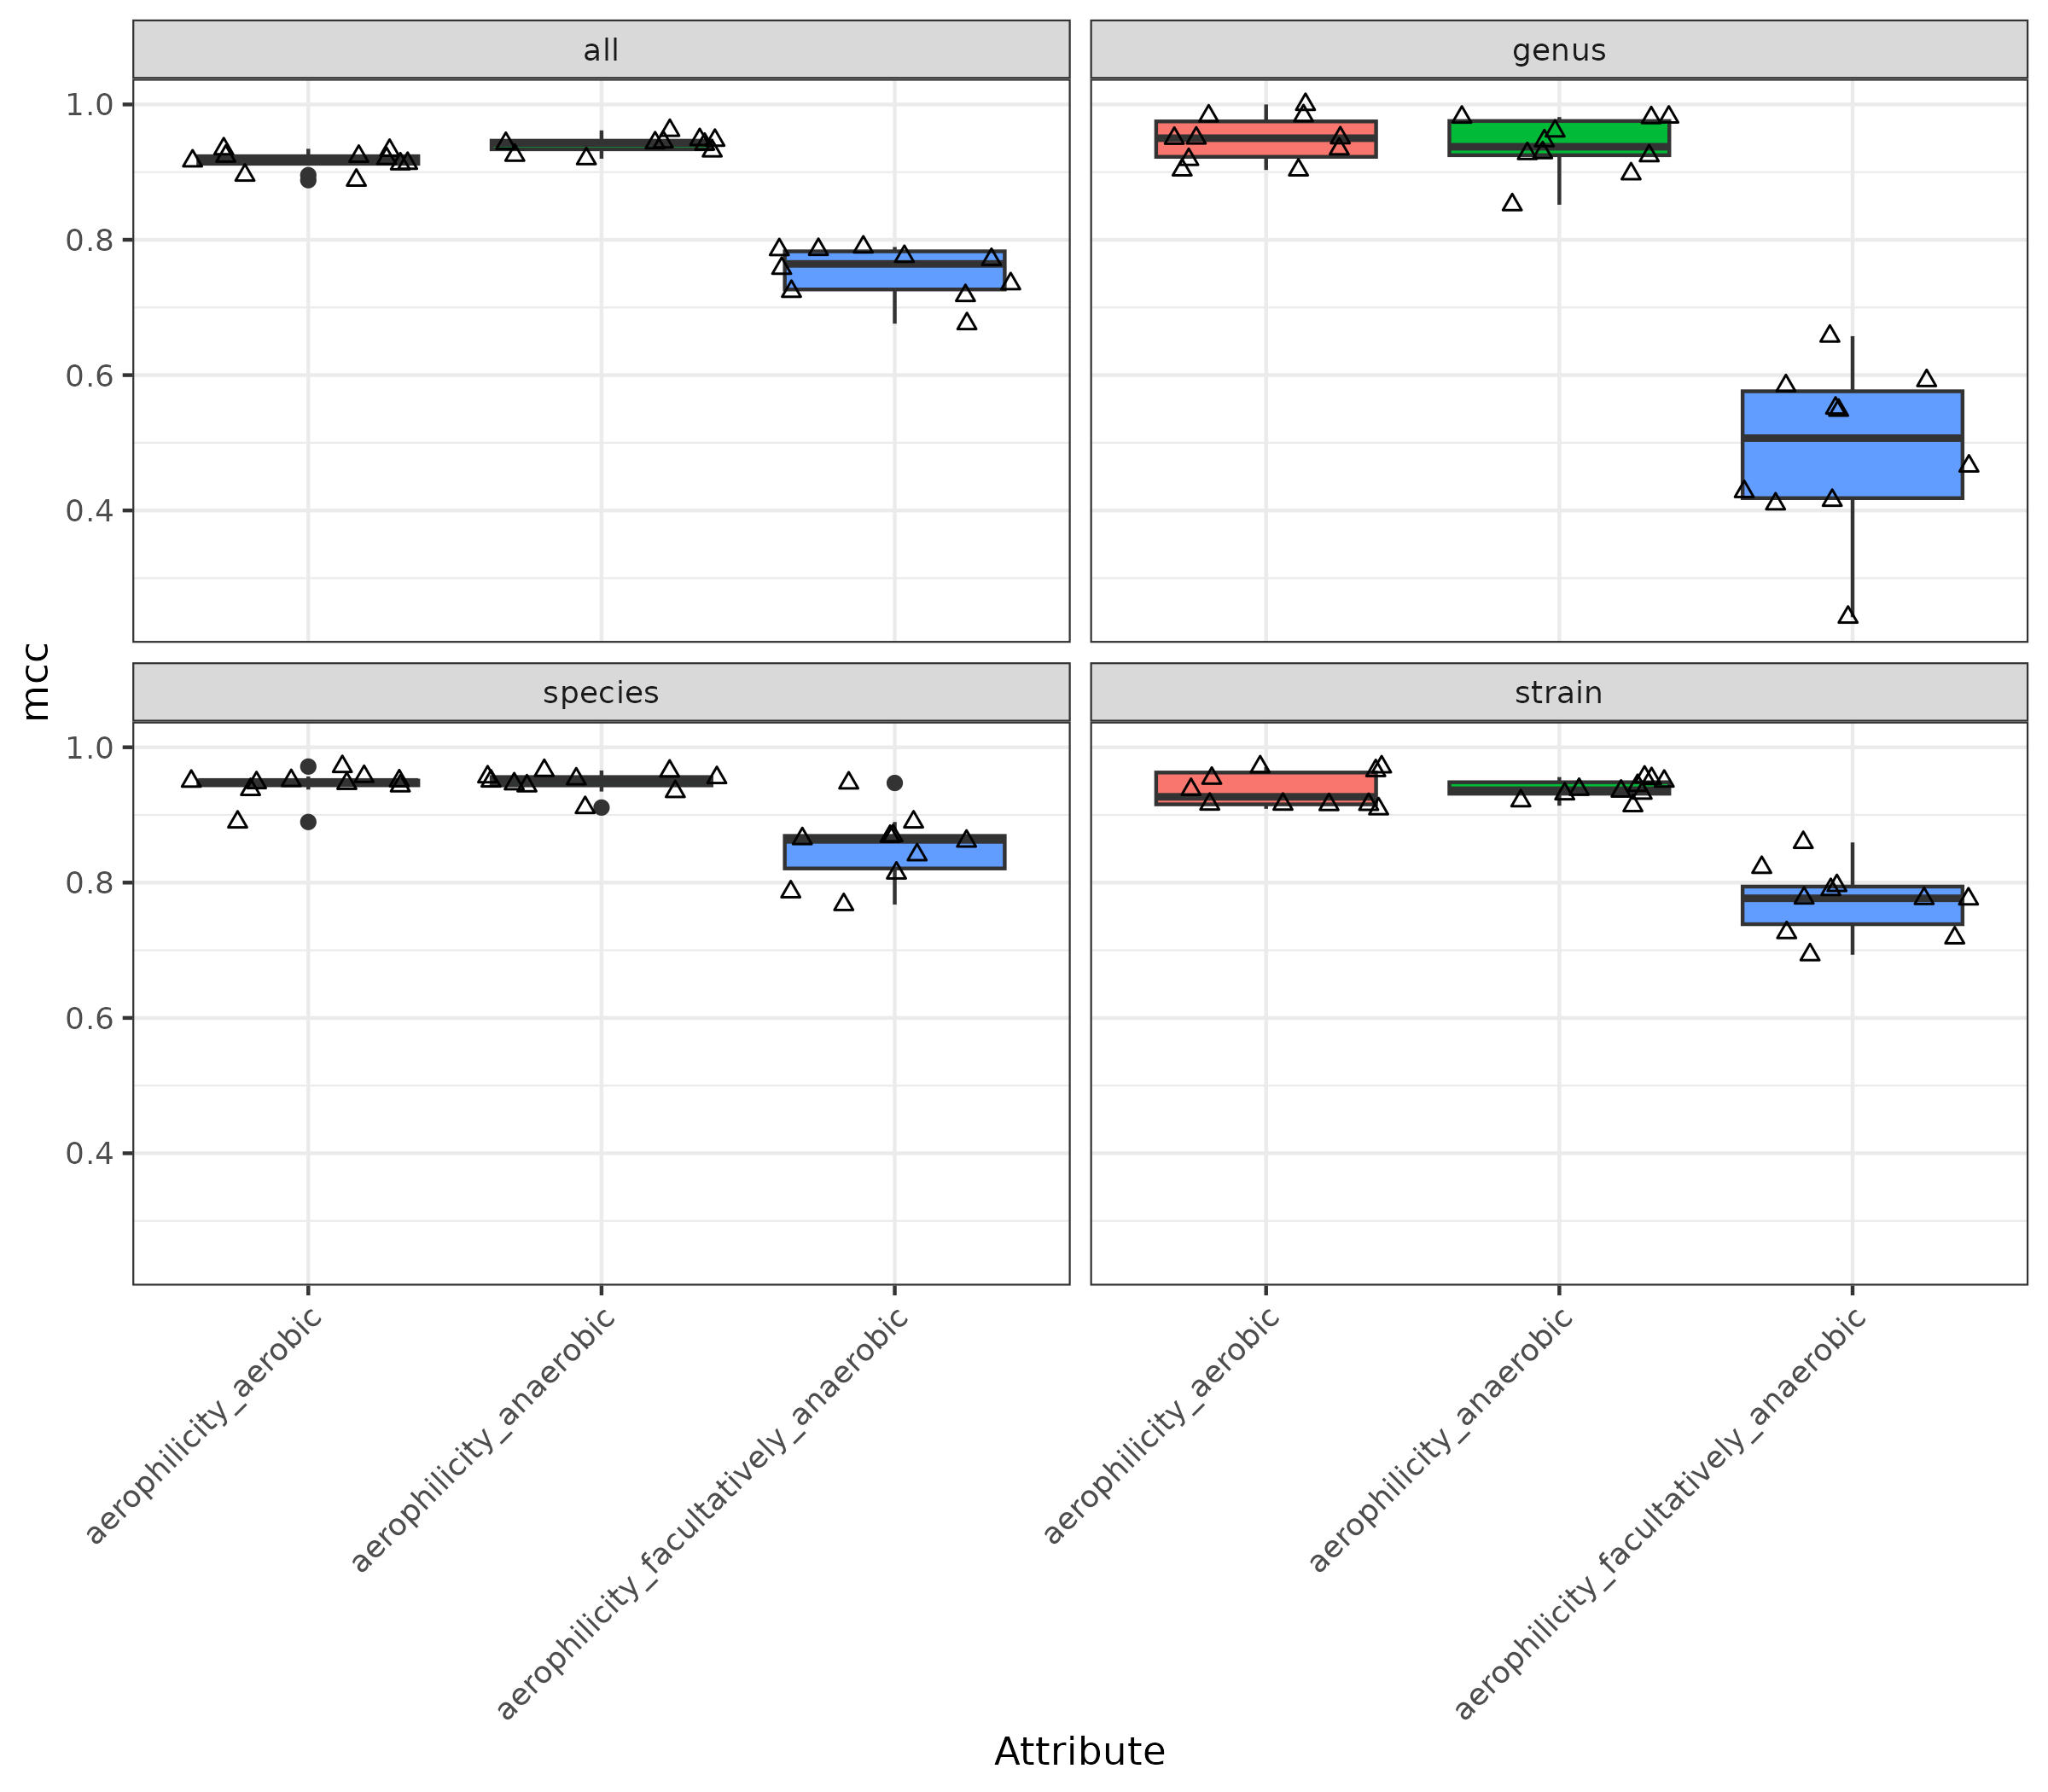 all
genus
1.0
0.8
0.6
0.4
mcc
species
strain
1.0
0.8
0.6
0.4
aerophilicity_aerobic
aerophilicity_anaerobic
aerophilicity_facultatively_anaerobic
aerophilicity_aerobic
aerophilicity_anaerobic
aerophilicity_facultatively_anaerobic
Attribute